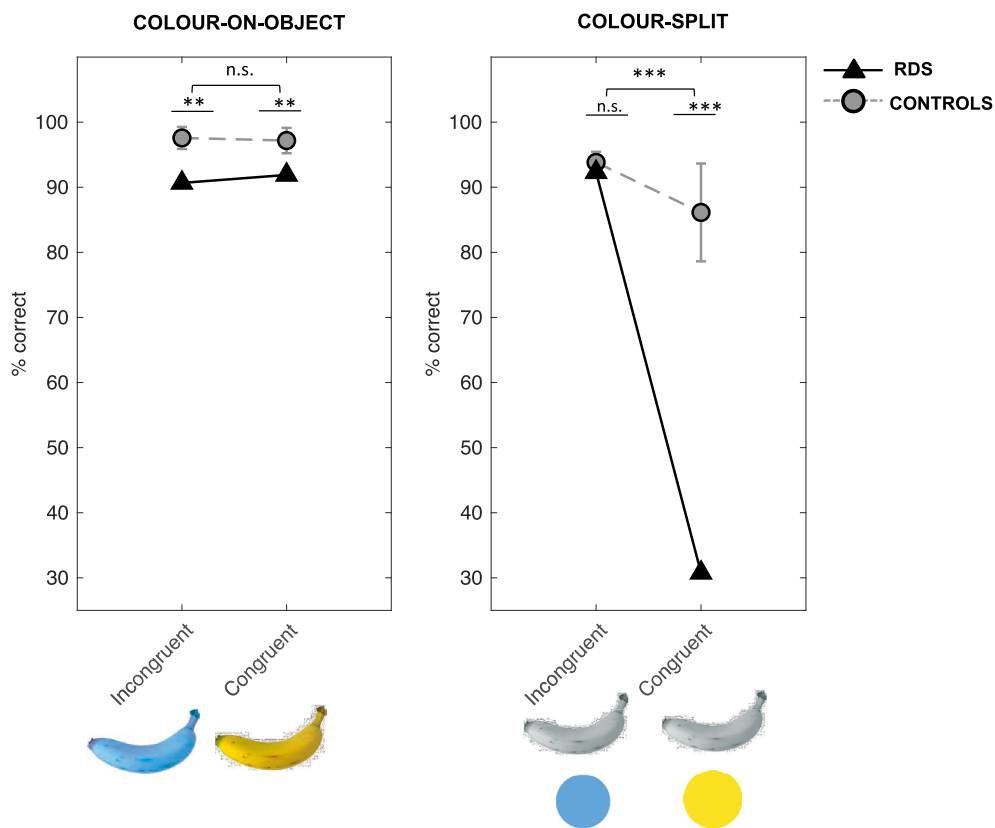 COLOUR-ON-OBJECT
n.s.
** **
100
90
80
70
60
50
40
30
% correct
Incongruent
Congruent
COLOUR-SPLIT
***
n.s. ***
100
90
80
70
60
50
40
30
% correct
Incongruent
Congruent
RDS
CONTROLS